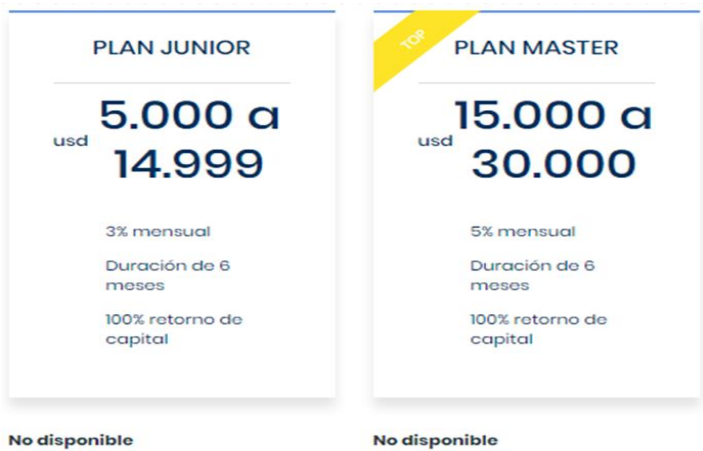 PLAN JUNIOR
usd 5.000 a
14.999
3% mensual
Duración de 6
meses
100% retorno de
capital
No disponible
TOP
PLAN MASTER
usd 15.000 a
30.000
5% mensual
Duración de 6
meses
100% retorno de
capital
No disponible